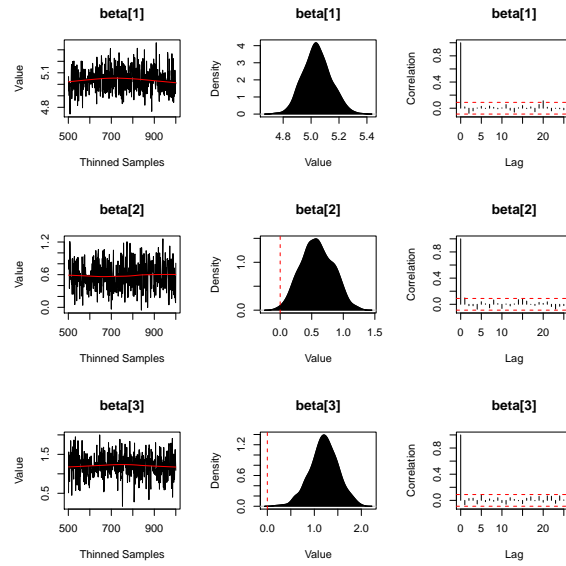 beta[1] beta[1] beta[1]
Value 4.8 5.1 Density 0 1 2 3 4 Correlation 0.0 0.4 0.8
500 700 900 4.8 5.0 5.2 5.4 0 5 10 20
Thinned Samples Value Lag
beta[2] beta[2] beta[2]
Value 0.0 0.6 1.2 Density 0.0 1.0 Correlation 0.0 0.4 0.8
500 700 900 0.0 0.5 1.0 1.5 0 5 10 20
Thinned Samples Value Lag
beta[3] beta[3] beta[3]
Value 0.5 1.5 Density 0.0 0.6 1.2 Correlation 0.0 0.4 0.8
500 700 900 0.0 1.0 2.0 0 5 10 20
Thinned Samples Value Lag